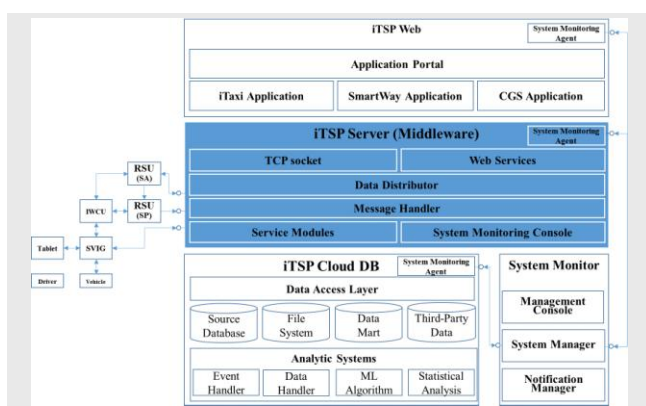 iTSP Web
System Monitoring
Agent
Application Portal
iTaxi Application
SmartWay Application
CGS Application
iTSP Server (Middleware)
System Monitoring
Agent
TCP socket
Web Services
Data Distributor
Message Handler
Service Modules
System Monitoring Console
RSU
(SA)
IWCU
RSU
(SP)
Tablet
SVIG
Driver
Vehicle
iTSP Cloud DB
System Monitoring
Agent
Data Access Layer
Source
Database
File
System
Data
Mart
Third-Party
Data
Analytic Systems
Event
Handler
Data
Handler
ML
Algorithm
Statistical
Analysis
System Monitor
Management
Console
System Manager
Notification
Manager